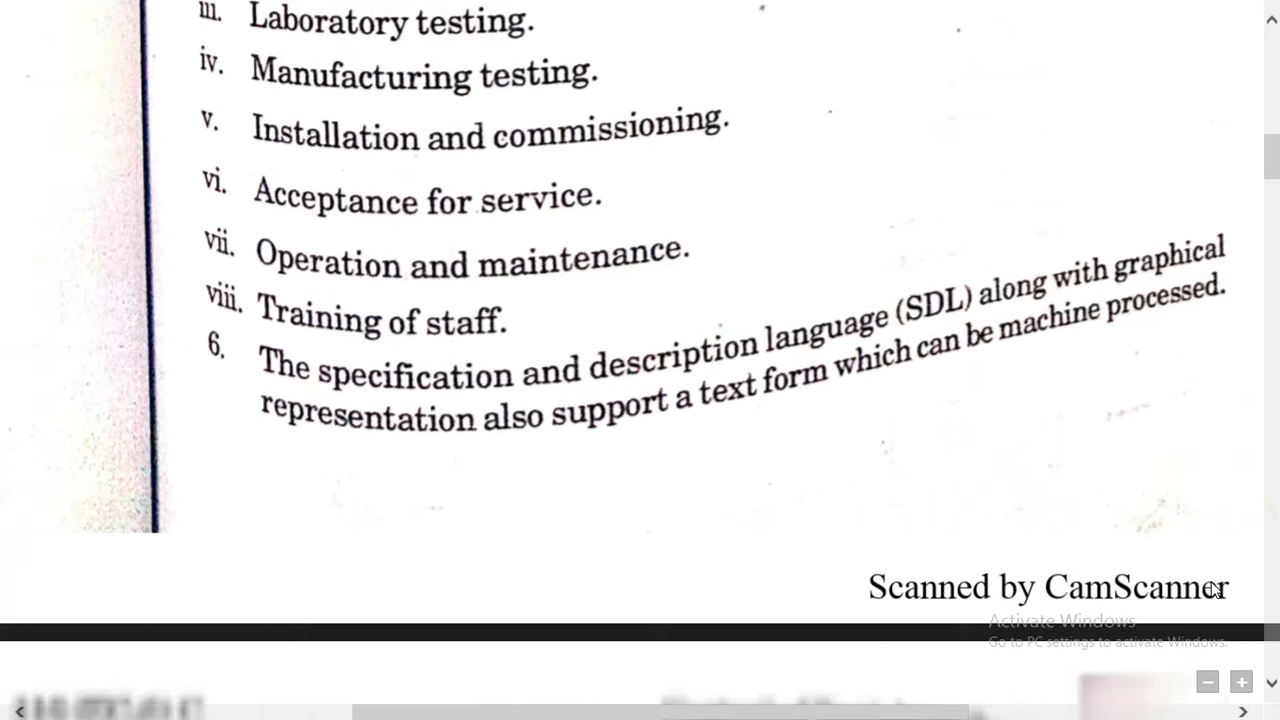 iii. Laboratory testing.
iv. Manufacturing testing.
v. Installation and commissioning.
vi. Acceptance for service.
vii. Operation and maintenance.
viii. Training of staff.
6. The specification and description language (SDL) along with graphical
representation also support a text form which can be machine processed.
Scanned by CamScanner
Activate Windows
Go to PC settings to activate Windows.